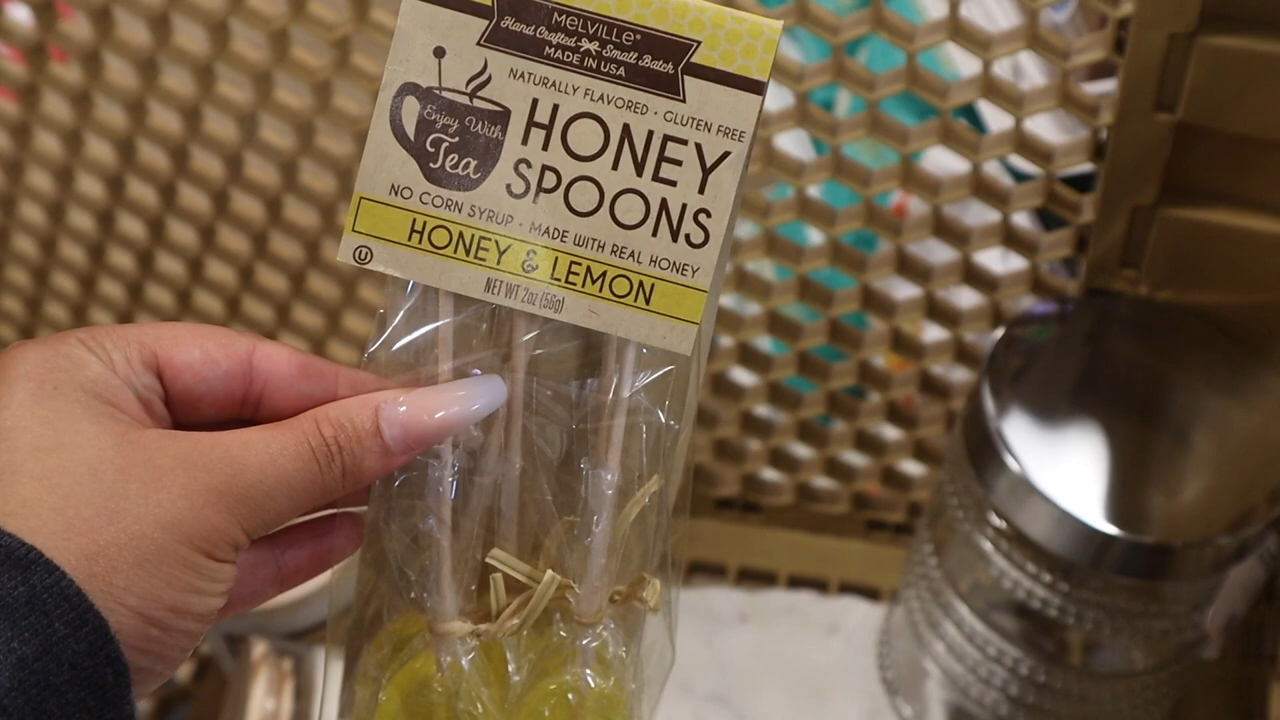 MELVILLE®
Hand Crafted Small Batch
MADE IN USA
NATURALLY FLAVORED • GLUTEN FREE
Enjoy With
Tea
HONEY
SPOONS
NO CORN SYRUP • MADE WITH REAL HONEY
HONEY & LEMON
U
NET WT 2oz (56g)